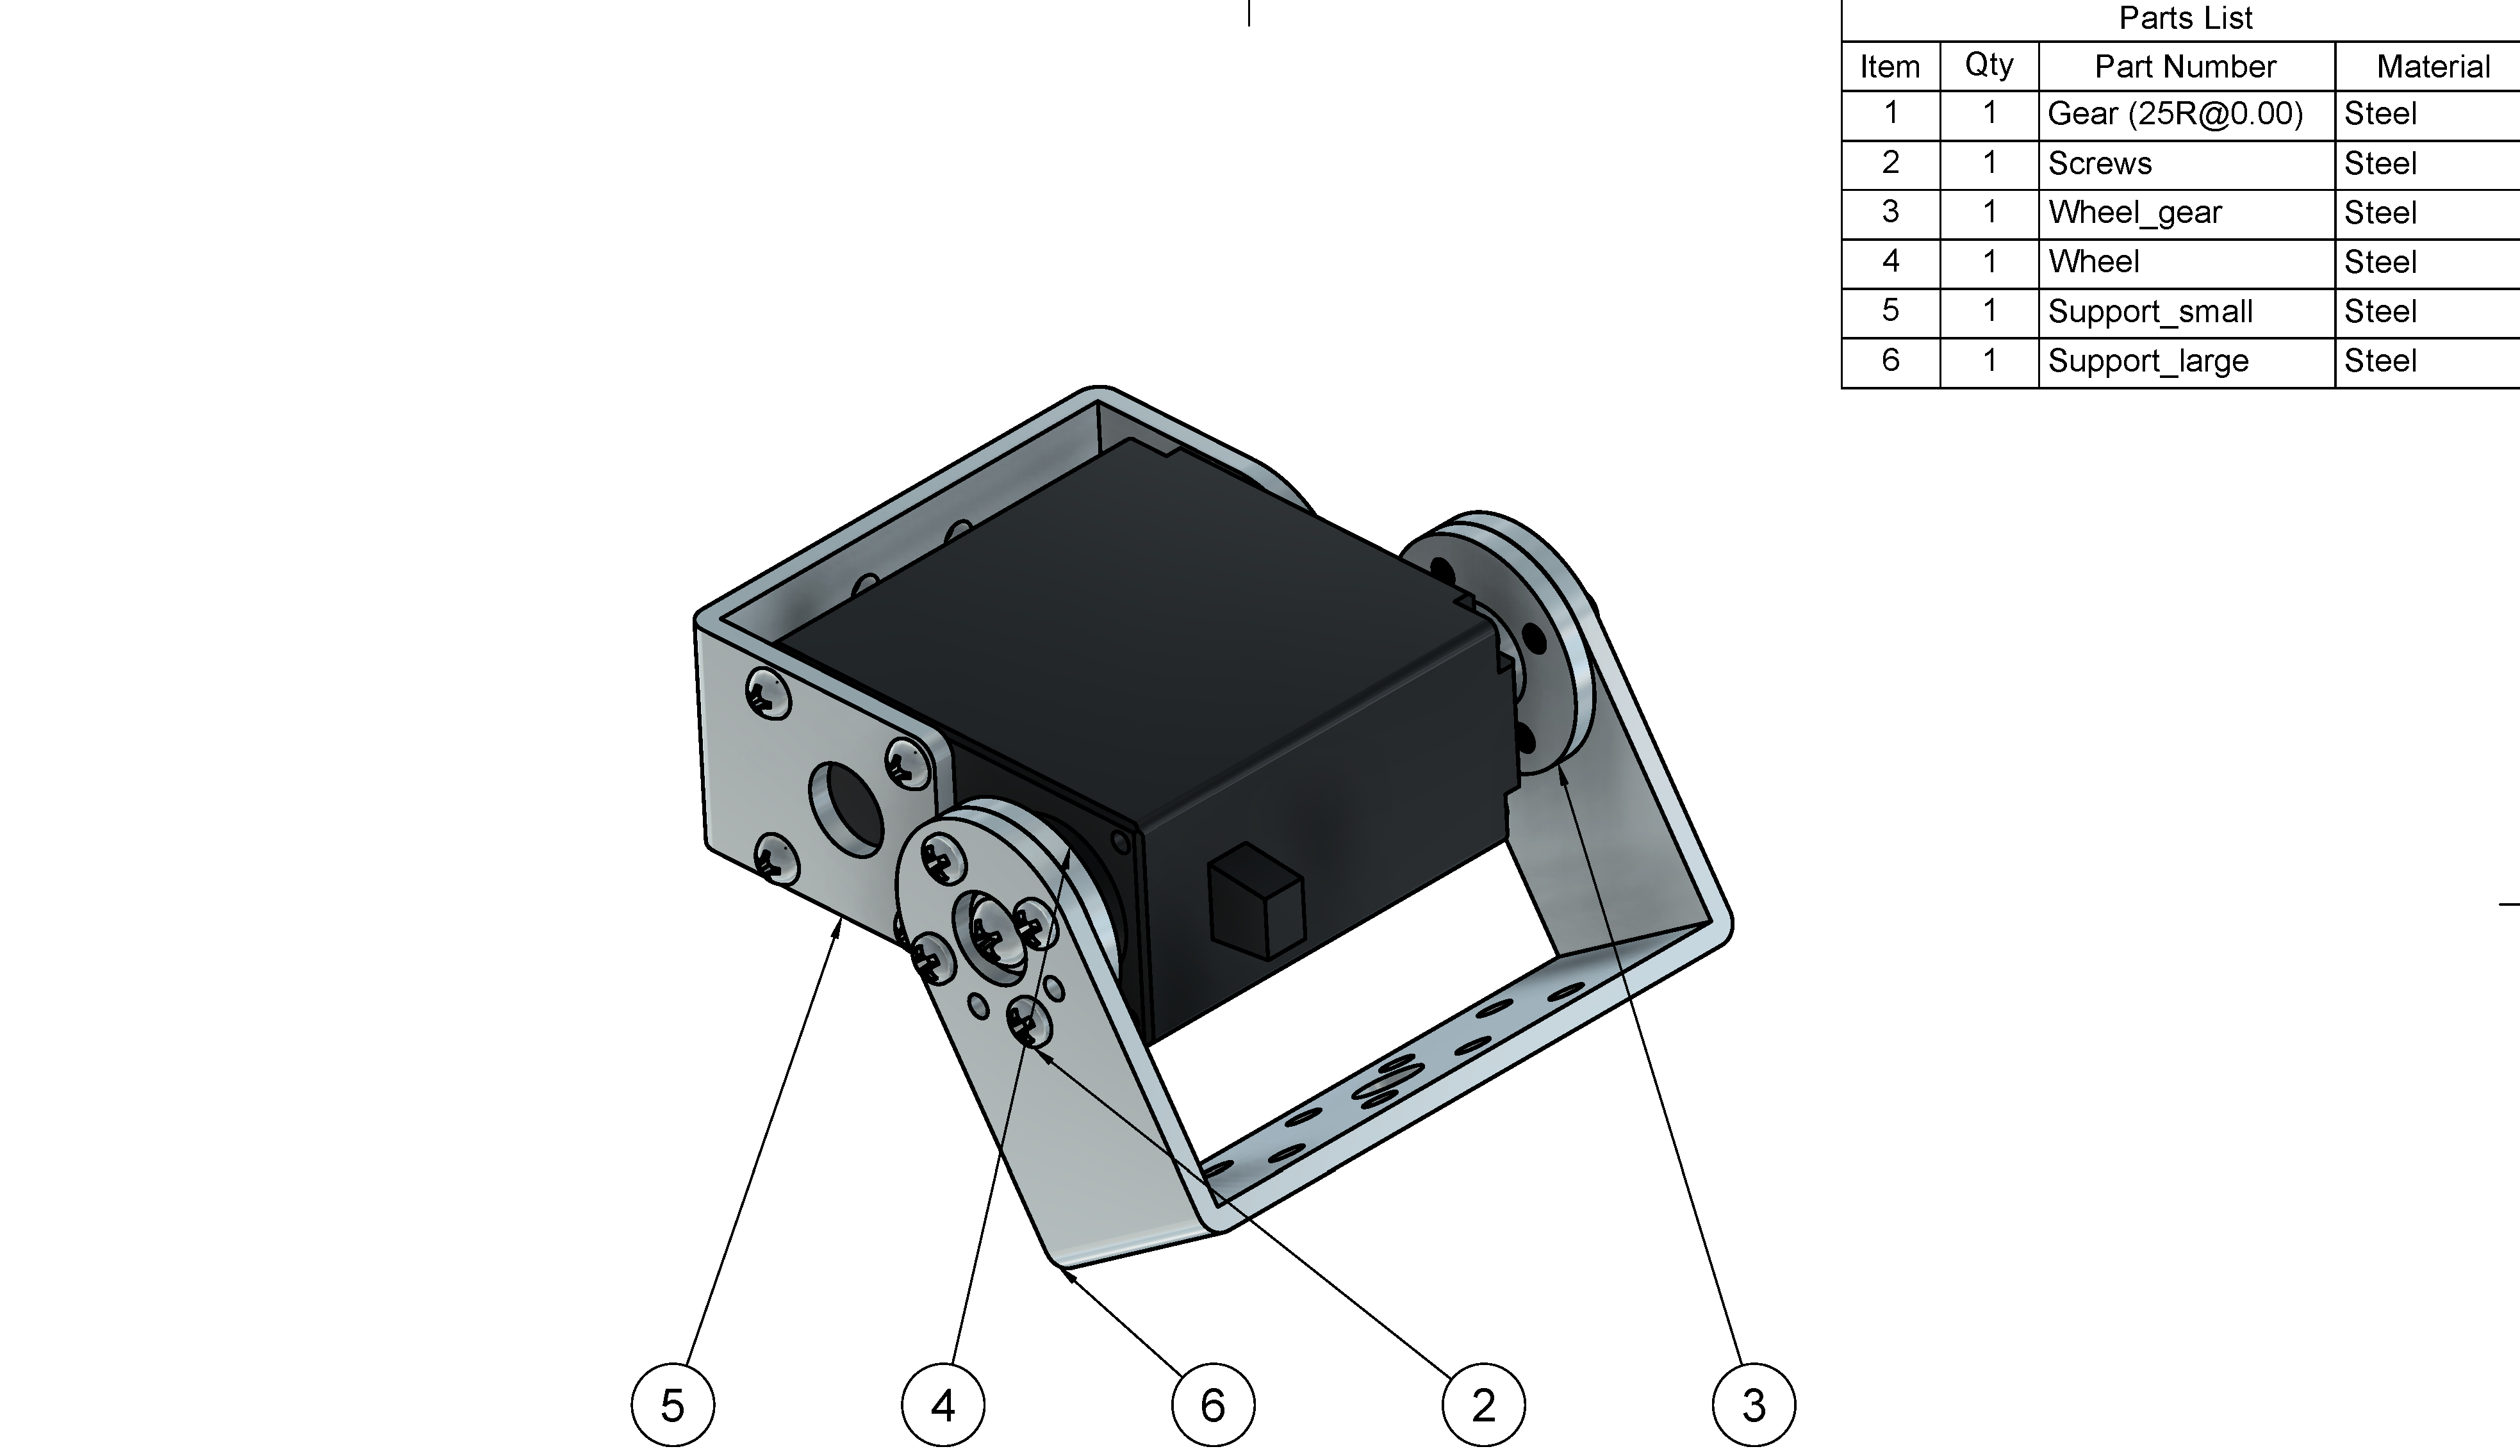 Parts List
Item Qty Part Number Material
1 1 Gear (25R@0.00) Steel
2 1 Screws Steel
3 1 Wheel_gear Steel
4 1 Wheel Steel
5 1 Support_small Steel
6 1 Support_large Steel
5 4 6 2 3